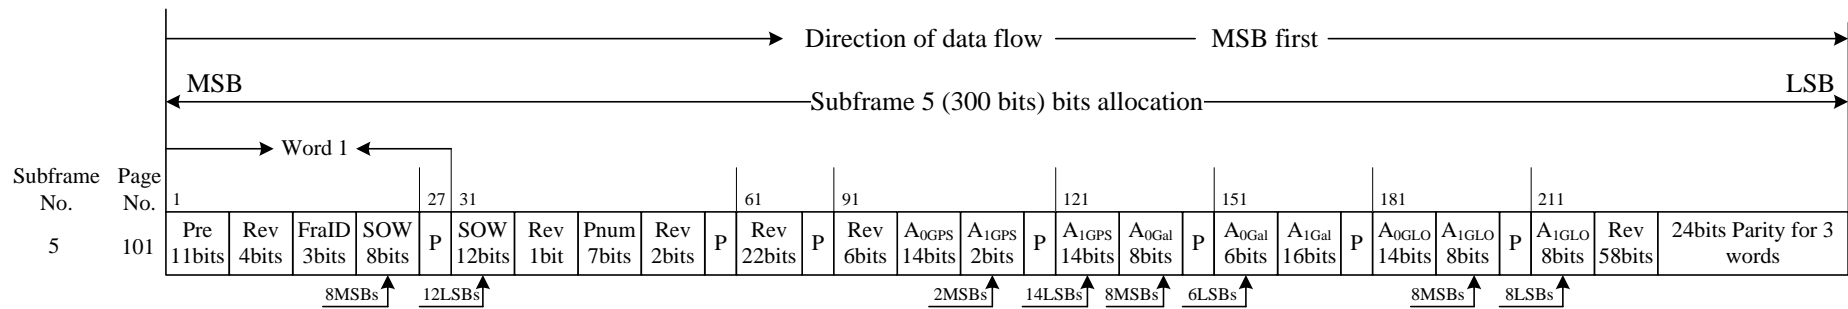 Direction of data flow MSB first
MSB LSB
Subframe 5 (300 bits) bits allocation
Word 1
Subframe Page
No. No.
1 27 31 61 91 121 151 181 211
5 101
Pre
11bits
Rev
4bits
FraID
3bits
SOW
8bits
P
SOW
12bits
Rev
1bit
Pnum
7bits
Rev
2bits
P
Rev
22bits
P
Rev
6bits
A0GPS
14bits
A1GPS
2bits
P
A1GPS
14bits
A0Gal
8bits
P
A0Gal
6bits
A1Gal
16bits
P
A0GLO
14bits
A1GLO
8bits
P
A1GLO
8bits
Rev
58bits
24bits Parity for 3
words
8MSBs 12LSBs 2MSBs 14LSBs 8MSBs 6LSBs 8MSBs 8LSBs